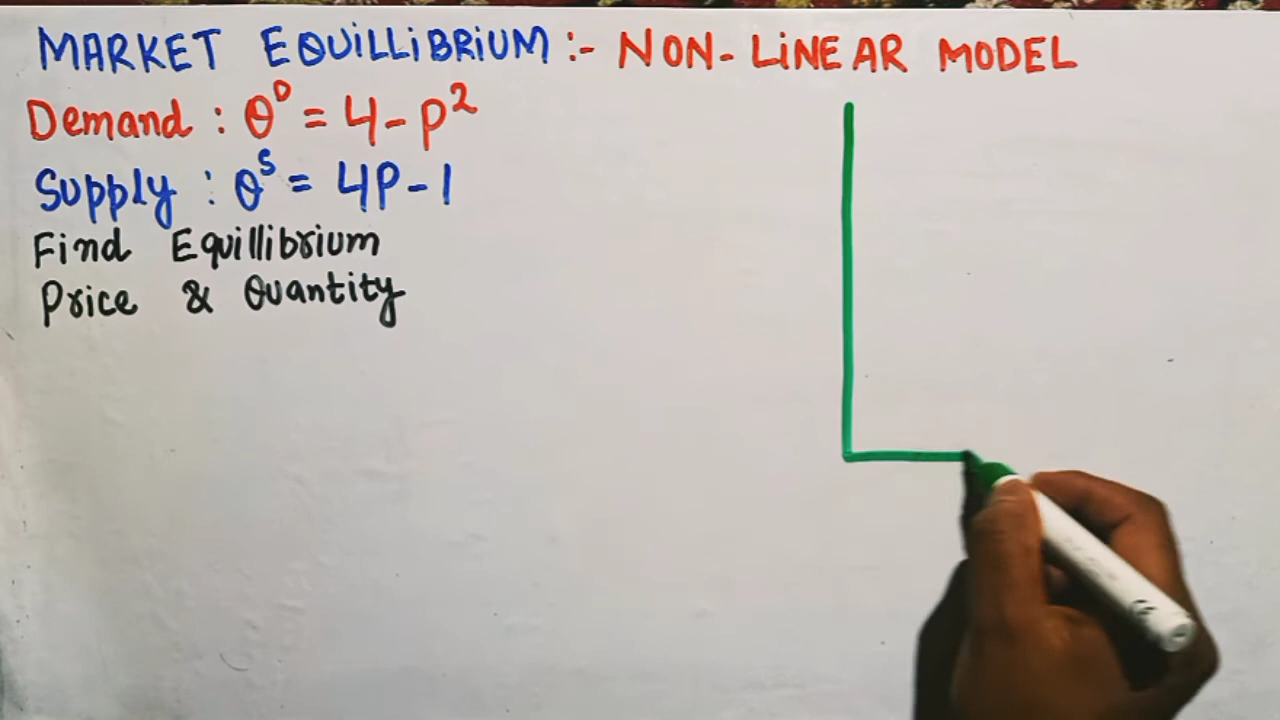 MARKET EQUILLIBRIUM :- NON-LINEAR MODEL
Demand : Q^D = 4 - P^2
Supply : Q^S = 4P - 1
Find Equillibrium
Price & Quantity